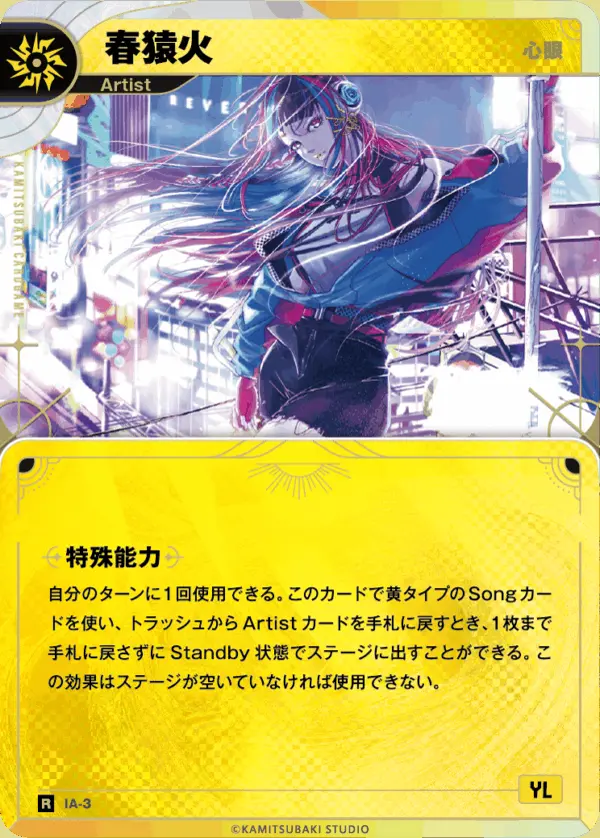 春猿火
心眼
Artist
REVE
KAMITSUBAKI CARDGAME
特殊能力
自分のターンに1回使用できる。このカードで黄タイプのSongカー
ドを使い、トラッシュからArtistカードを手札に戻すとき、1枚まで
手札に戻さずにStandby状態でステージに出すことができる。こ
の効果はステージが空いていなければ使用できない。
YL
R IA-3
©KAMITSUBAKI STUDIO